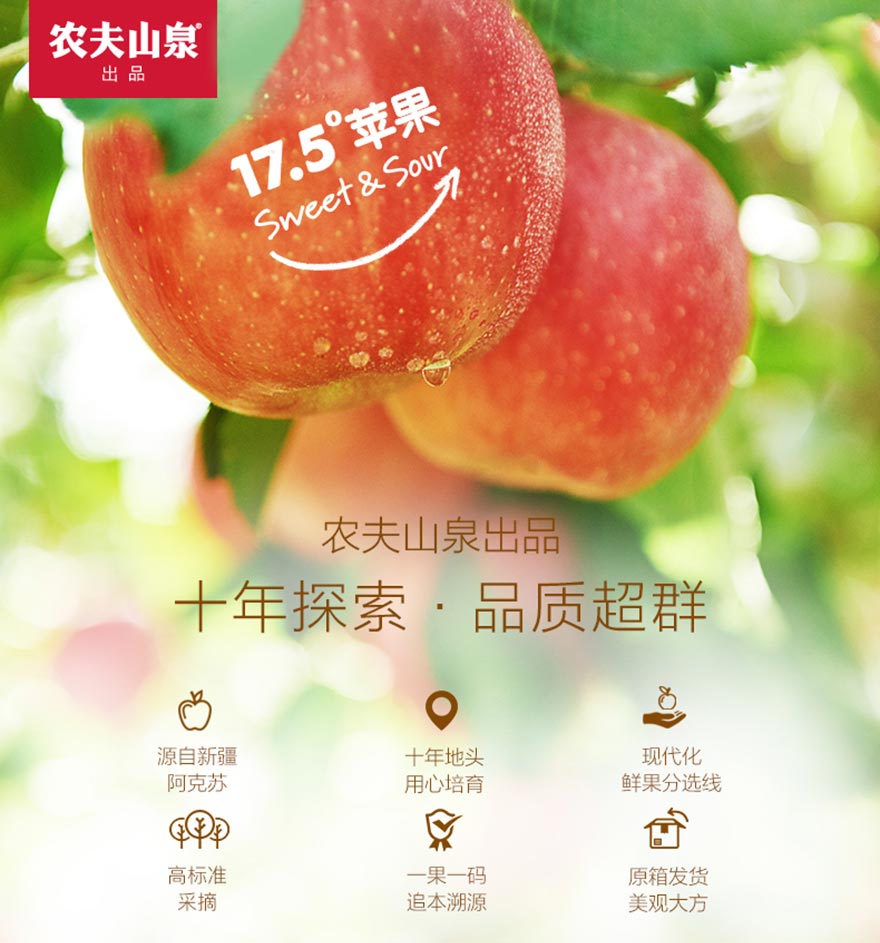 农夫山泉®
出品
17.5°苹果
Sweet & Sour
农夫山泉出品
十年探索·品质超群
源自新疆
阿克苏
十年地头
用心培育
现代化
鲜果分选线
高标准
采摘
一果一码
追本溯源
原箱发货
美观大方